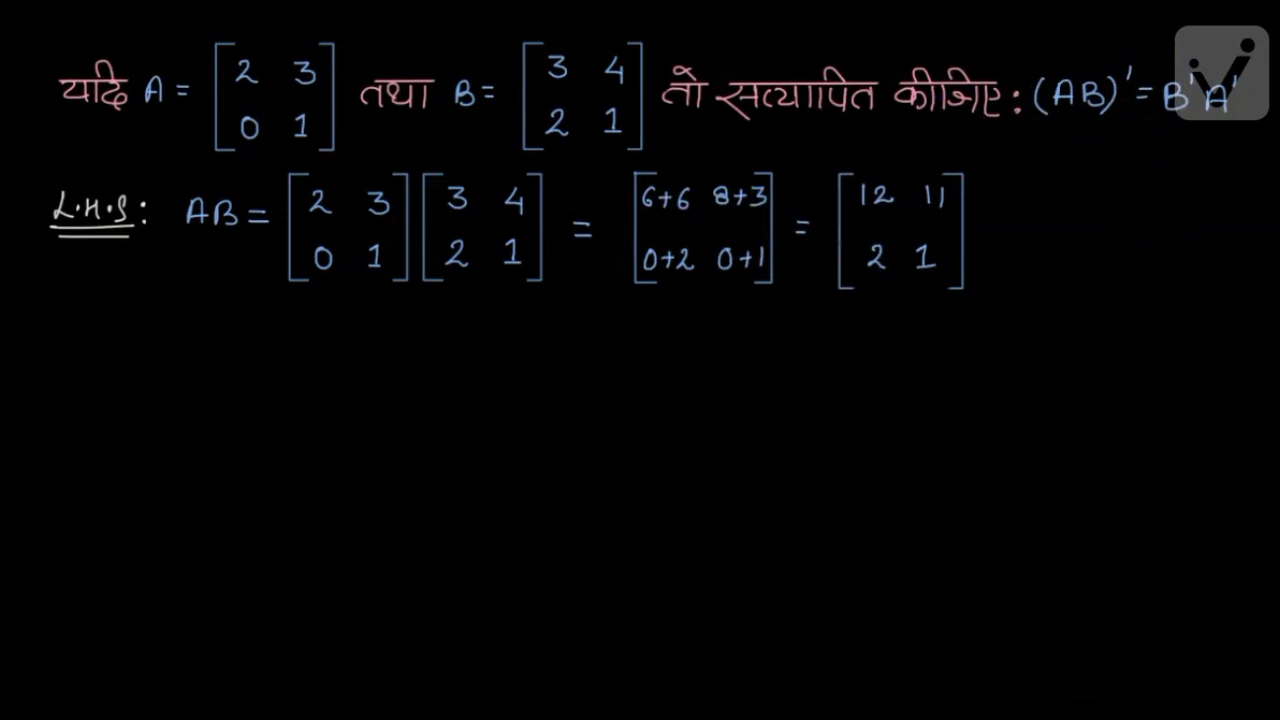 यदि A = [2 3 0 1] तथा B = [3 4 2 1] तो सत्यापित कीजिए : (AB)' = B'A'
L.H.S : AB = [2 3 0 1] [3 4 2 1] = [6+6 8+3 0+2 0+1] = [12 11 2 1]